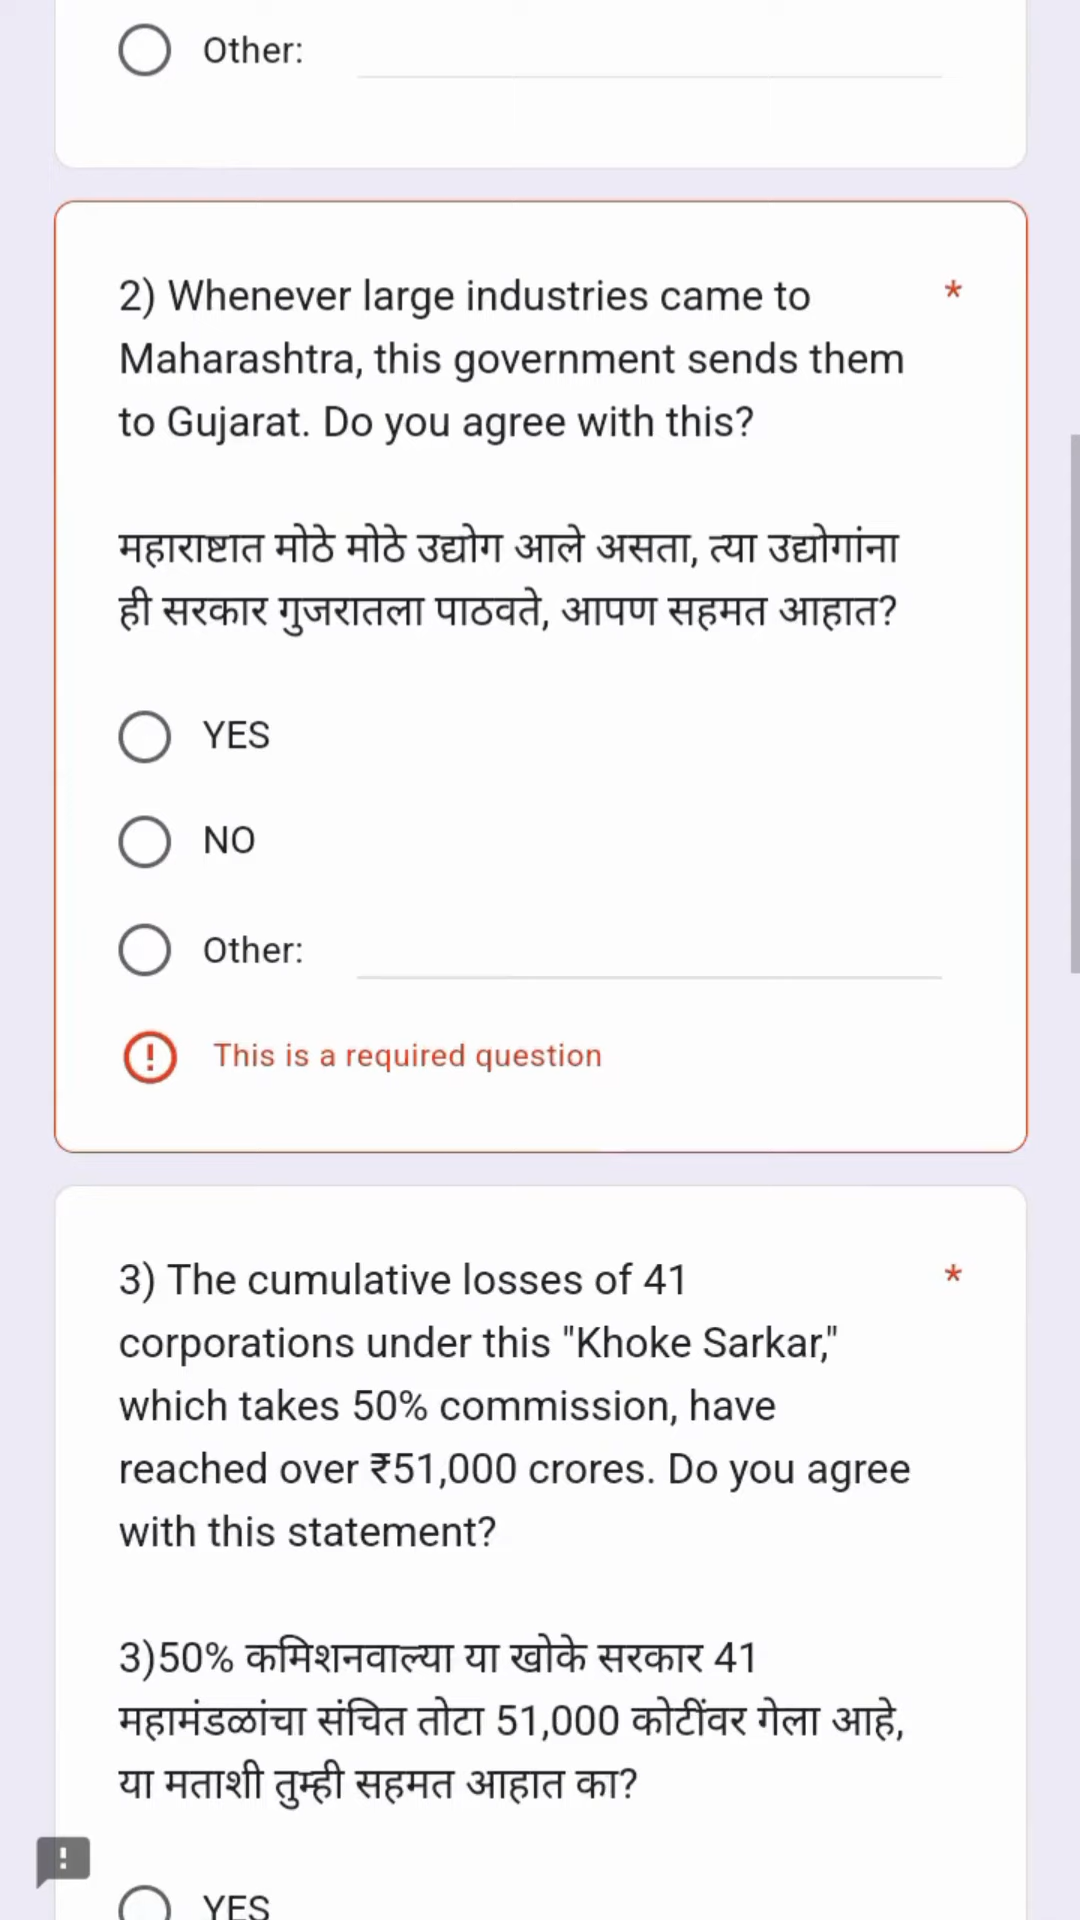 Other:
2) Whenever large industries came to *
Maharashtra, this government sends them
to Gujarat. Do you agree with this?
महाराष्टात मोठे मोठे उद्योग आले असता, त्या उद्योगांना
ही सरकार गुजरातला पाठवते, आपण सहमत आहात?
YES
NO
Other:
This is a required question
3) The cumulative losses of 41 *
corporations under this "Khoke Sarkar,"
which takes 50% commission, have
reached over ₹51,000 crores. Do you agree
with this statement?
3)50% कमिशनवाल्या या खोके सरकार 41
महामंडळांचा संचित तोटा 51,000 कोटींवर गेला आहे,
या मताशी तुम्ही सहमत आहात का?
YES